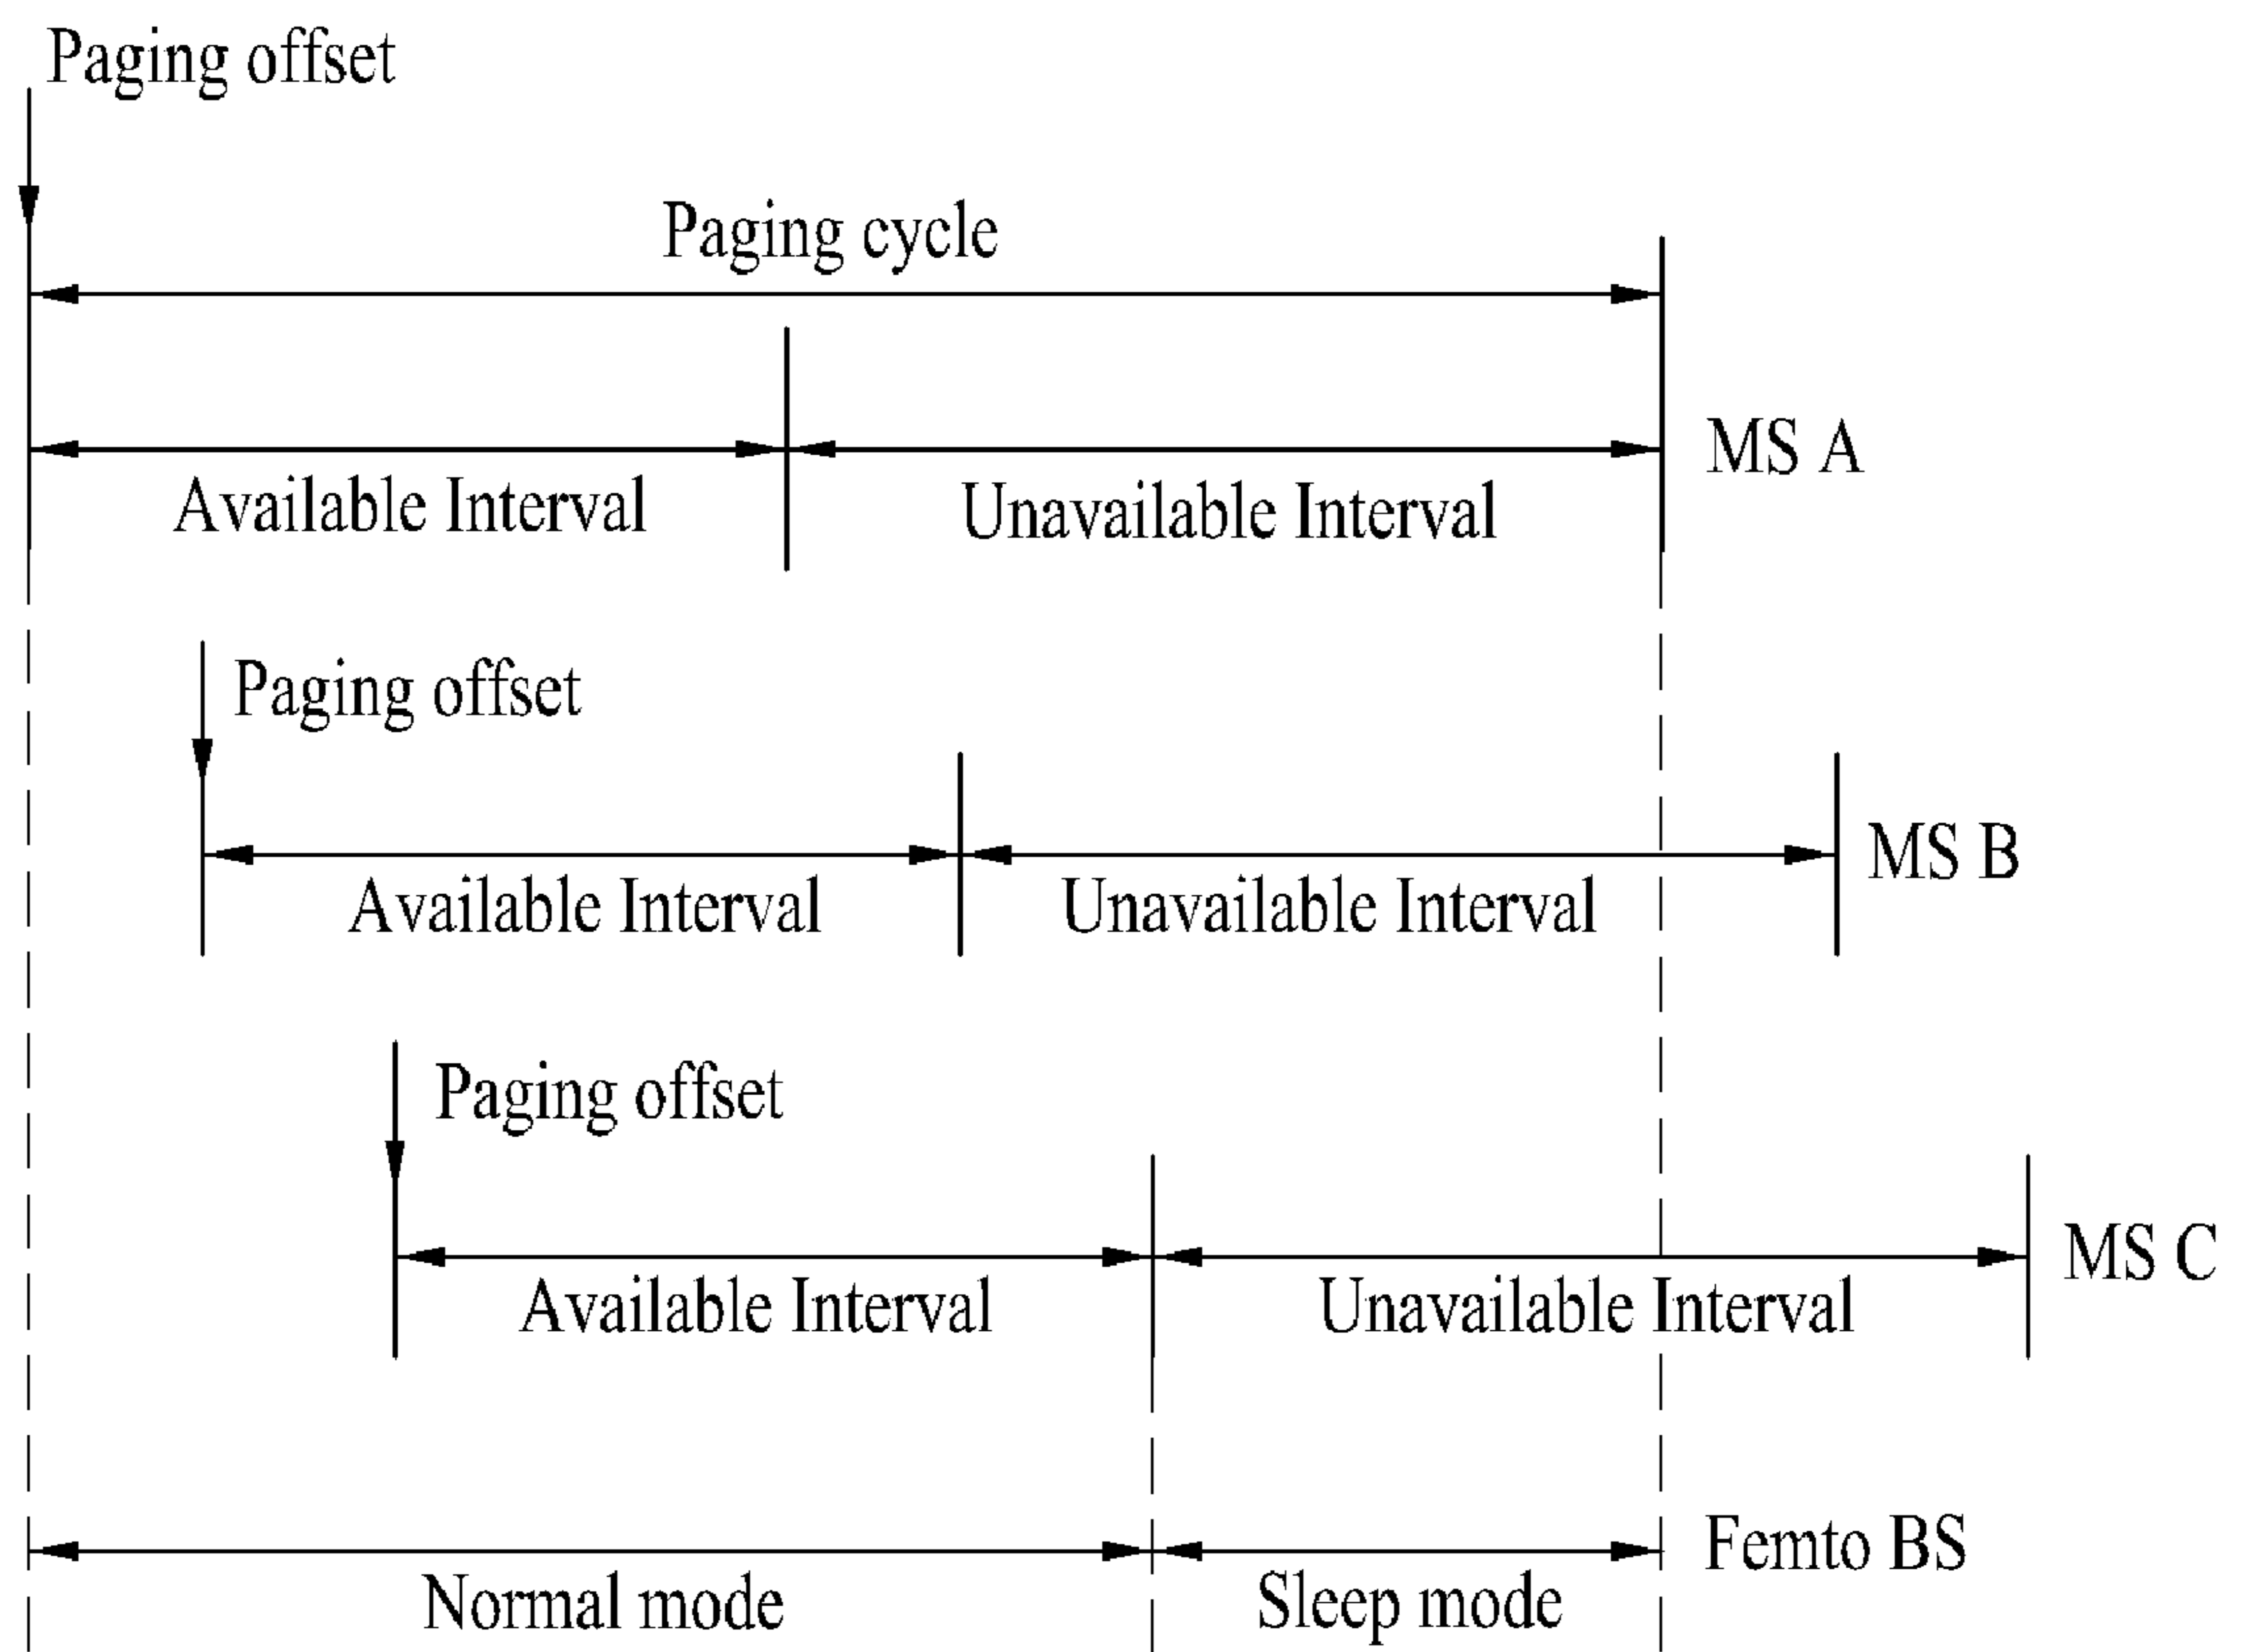 Paging offset
Paging cycle
MS A
Available Interval
Unavailable Interval
Paging offset
MS B
Available Interval
Unavailable Interval
Paging offset
MS C
Available Interval
Unavailable Interval
Femto BS
Normal mode
Sleep mode